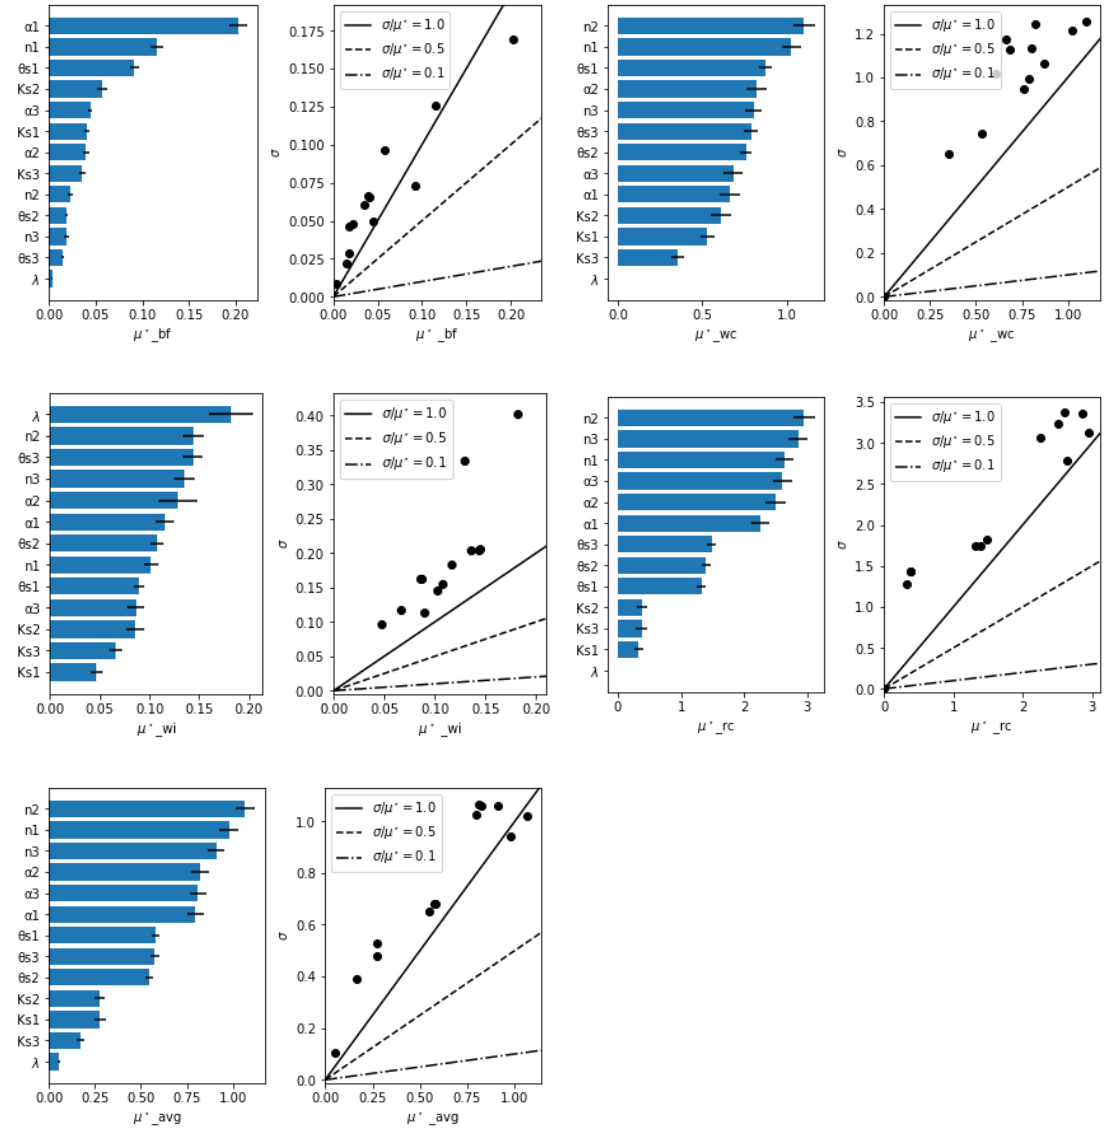 α1
n1
θs1
Ks2
α3
Ks1
α2
Ks3
n2
θs2
n3
θs3
λ
0.00 0.05 0.10 0.15 0.20
μ*_bf
σ
0.175
0.150
0.125
0.100
0.075
0.050
0.025
0.000
σ/μ* = 1.0
σ/μ* = 0.5
σ/μ* = 0.1
0.00 0.05 0.10 0.15 0.20
μ*_bf
n2
n1
θs1
α2
n3
θs3
θs2
α3
α1
Ks2
Ks1
Ks3
λ
0.0 0.5 1.0
μ*_wc
σ
1.2
1.0
0.8
0.6
0.4
0.2
0.0
σ/μ* = 1.0
σ/μ* = 0.5
σ/μ* = 0.1
0.00 0.25 0.50 0.75 1.00
μ*_wc
λ
n2
θs3
n3
α2
α1
θs2
n1
θs1
α3
Ks2
Ks3
Ks1
0.00 0.05 0.10 0.15 0.20
μ*_wi
σ
0.40
0.35
0.30
0.25
0.20
0.15
0.10
0.05
0.00
σ/μ* = 1.0
σ/μ* = 0.5
σ/μ* = 0.1
0.00 0.05 0.10 0.15 0.20
μ*_wi
n2
n3
n1
α3
α2
α1
θs3
θs2
θs1
Ks2
Ks3
Ks1
λ
0 1 2 3
μ*_rc
σ
3.5
3.0
2.5
2.0
1.5
1.0
0.5
0.0
σ/μ* = 1.0
σ/μ* = 0.5
σ/μ* = 0.1
0 1 2 3
μ*_rc
n2
n1
n3
α2
α3
α1
θs1
θs3
θs2
Ks2
Ks1
Ks3
λ
0.00 0.25 0.50 0.75 1.00
μ*_avg
σ
1.0
0.8
0.6
0.4
0.2
0.0
σ/μ* = 1.0
σ/μ* = 0.5
σ/μ* = 0.1
0.00 0.25 0.50 0.75 1.00
μ*_avg